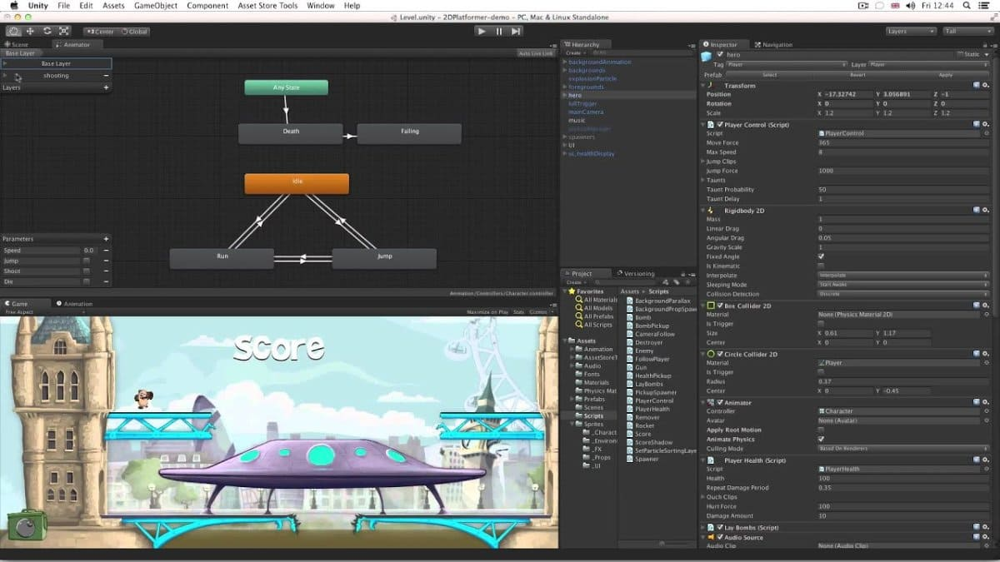 Unity File Edit Assets GameObject Component Asset Store Tools Window Help
Fri 12:44
Level.unity - 2DPlatformer-demo - PC, Mac & Linux Standalone
Center Global
Layers Tall
Scene Animator
Base Layer Auto Live Link
Base Layer
shooting
Layers
Any State
Death
Falling
Idle
Run
Jump
Parameters
Speed 0.0
Jump
Shoot
Die
Animation/Controllers/Character.controller
Game Animation
Free Aspect Maximize on Play Stats Gizmos
Score
Hierarchy
Create
backgroundAnimation
backgrounds
explosionParticle
foregrounds
hero
killTrigger
mainCamera
music
pickupManager
spawners
UI
ui_healthDisplay
Project Versioning
Create
Favorites
All Materials
All Models
All Prefabs
All Scripts
Assets
Animation
AssetStoreT
Audio
Fonts
Materials
Physics Mat
Prefabs
Scenes
Scripts
Sprites
_Charact
_Environ
_FX
_Props
_UI
Assets Scripts
BackgroundParallax
BackgroundPropSpaw
Bomb
BombPickup
CameraFollow
Destroyer
Enemy
FollowPlayer
Gun
HealthPickup
LayBombs
PickupSpawner
PlayerControl
PlayerHealth
Remover
Rocket
Score
ScoreShadow
SetParticleSortingLaye
Spawner
Inspector Navigation
hero Static
Tag Player Layer Player
Prefab Select Revert Apply
Transform
Position X -17.32742 Y 3.056891 Z -1
Rotation X 0 Y 0 Z 0
Scale X 1.2 Y 1.2 Z 1.2
Player Control (Script)
Script PlayerControl
Move Force 365
Max Speed 8
Jump Clips
Jump Force 1000
Taunts
Taunt Probability 50
Taunt Delay 1
Rigidbody 2D
Mass 1
Linear Drag 0
Angular Drag 0.05
Gravity Scale 1
Fixed Angle
Is Kinematic
Interpolate Interpolate
Sleeping Mode Start Awake
Collision Detection Discrete
Box Collider 2D
Material None (Physics Material 2D)
Is Trigger
Size X 0.61 Y 1.17
Center X 0 Y 0
Circle Collider 2D
Material Player
Is Trigger
Radius 0.37
Center X 0 Y -0.45
Animator
Controller Character
Avatar None (Avatar)
Apply Root Motion
Animate Physics
Culling Mode Based On Renderers
Player Health (Script)
Script PlayerHealth
Health 100
Repeat Damage Period 0.35
Ouch Clips
Hurt Force 100
Damage Amount 10
Lay Bombs (Script)
Audio Source
Audio Clip None (Audio Clip)